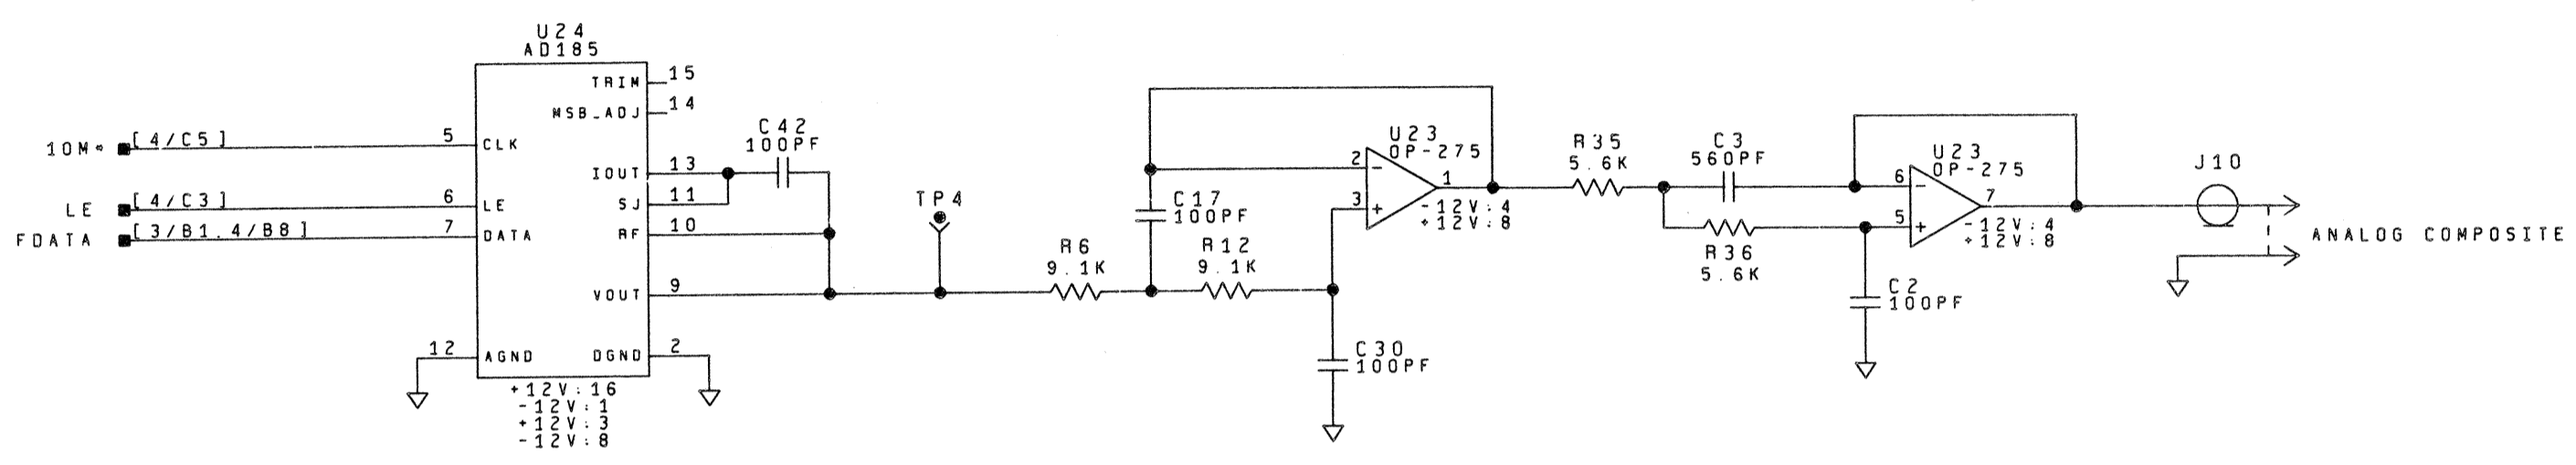 U24
AD185
TRIM
15
MSB_ADJ
14
10M*
[4/C5]
5
CLK
IOUT
13
C42
100PF
LE
[4/C3]
6
LE
SJ
11
FDATA
[3/B1.4/B8]
7
DATA
RF
10
VOUT
9
12
AGND
DGND
2
+12V:16
-12V:1
+12V:3
-12V:8
TP4
R6
9.1K
C17
100PF
R12
9.1K
C30
100PF
2
3
U23
OP-275
1
-12V:4
+12V:8
R35
5.6K
C3
560PF
R36
5.6K
C2
100PF
6
5
U23
OP-275
7
-12V:4
+12V:8
J10
ANALOG COMPOSITE